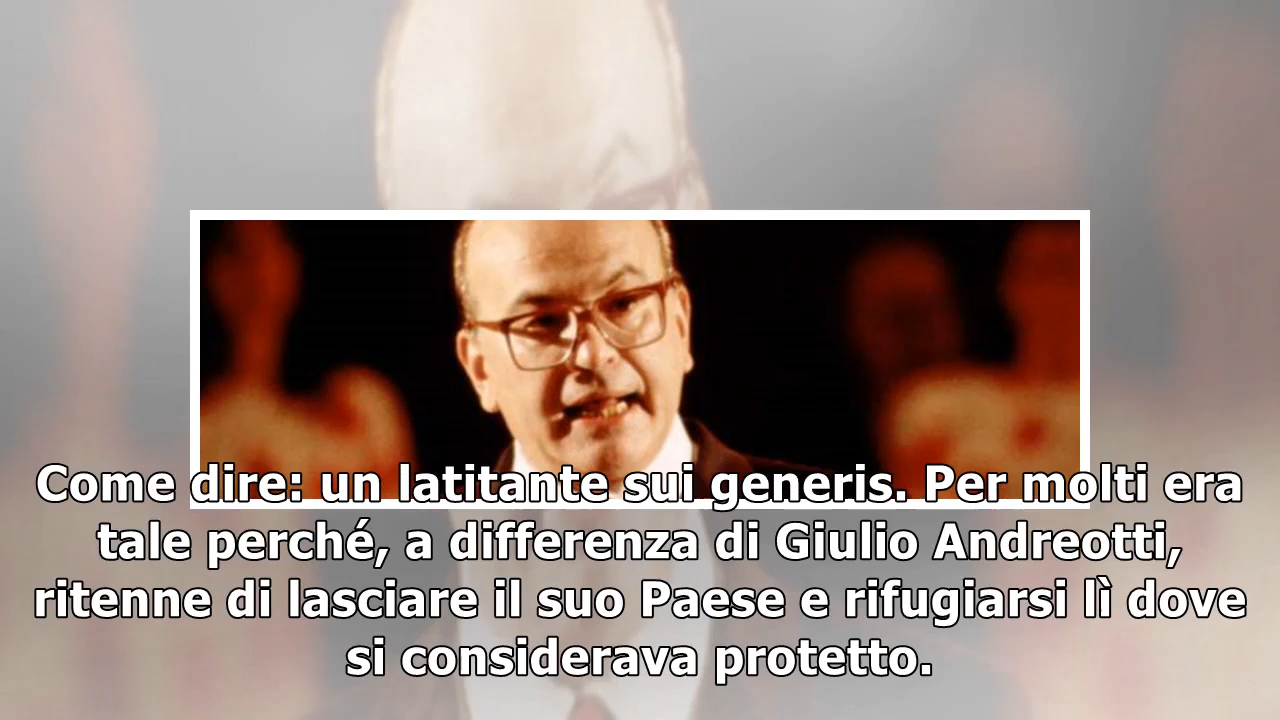 Come dire: un latitante sui generis. Per molti era
tale perché, a differenza di Giulio Andreotti,
ritenne di lasciare il suo Paese e rifugiarsi lì dove
si considerava protetto.